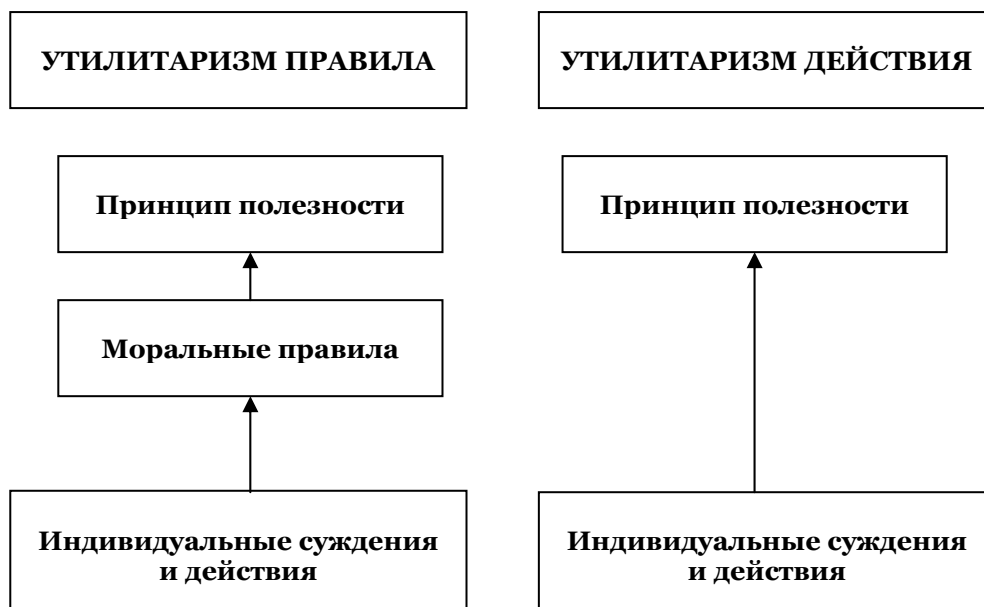 УТИЛИТАРИЗМ ПРАВИЛА
Принцип полезности
Моральные правила
Индивидуальные суждения
и действия
УТИЛИТАРИЗМ ДЕЙСТВИЯ
Принцип полезности
Индивидуальные суждения
и действия